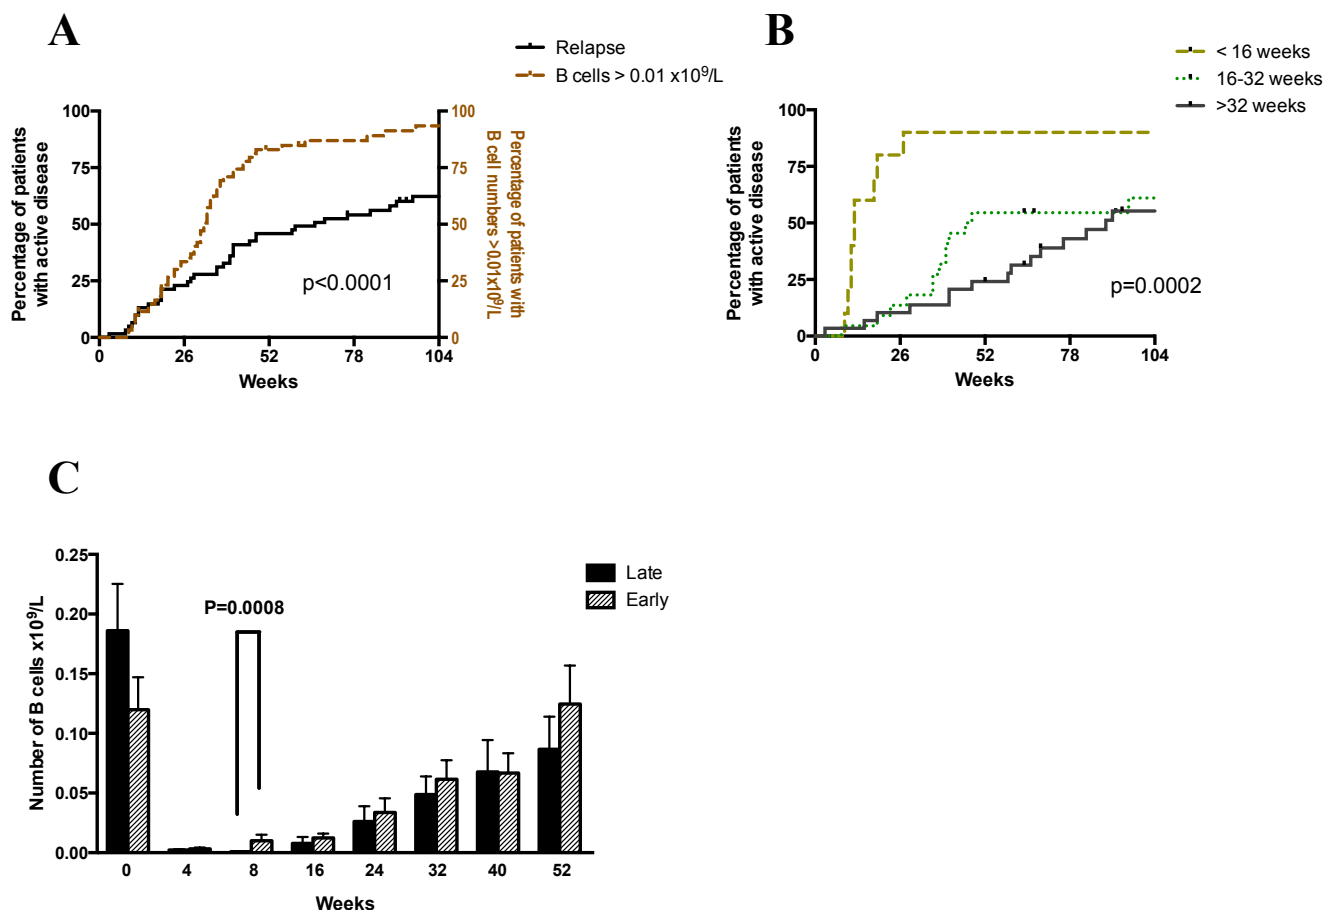 A
Relapse
B cells > 0.01 x10⁹/L
100
75
50
25
0
Percentage of patients
with active disease
100
75
50
25
0
Percentage of patients with
B cell numbers > 0.01x10⁹/L
p<0.0001
0 26 52 78 104
Weeks
B
< 16 weeks
16-32 weeks
>32 weeks
100
75
50
25
0
Percentage of patients
with active disease
p=0.0002
0 26 52 78 104
Weeks
C
Late
Early
0.25
0.20
0.15
0.10
0.05
0.00
Number of B cells x10⁹/L
P=0.0008
0 4 8 16 24 32 40 52
Weeks